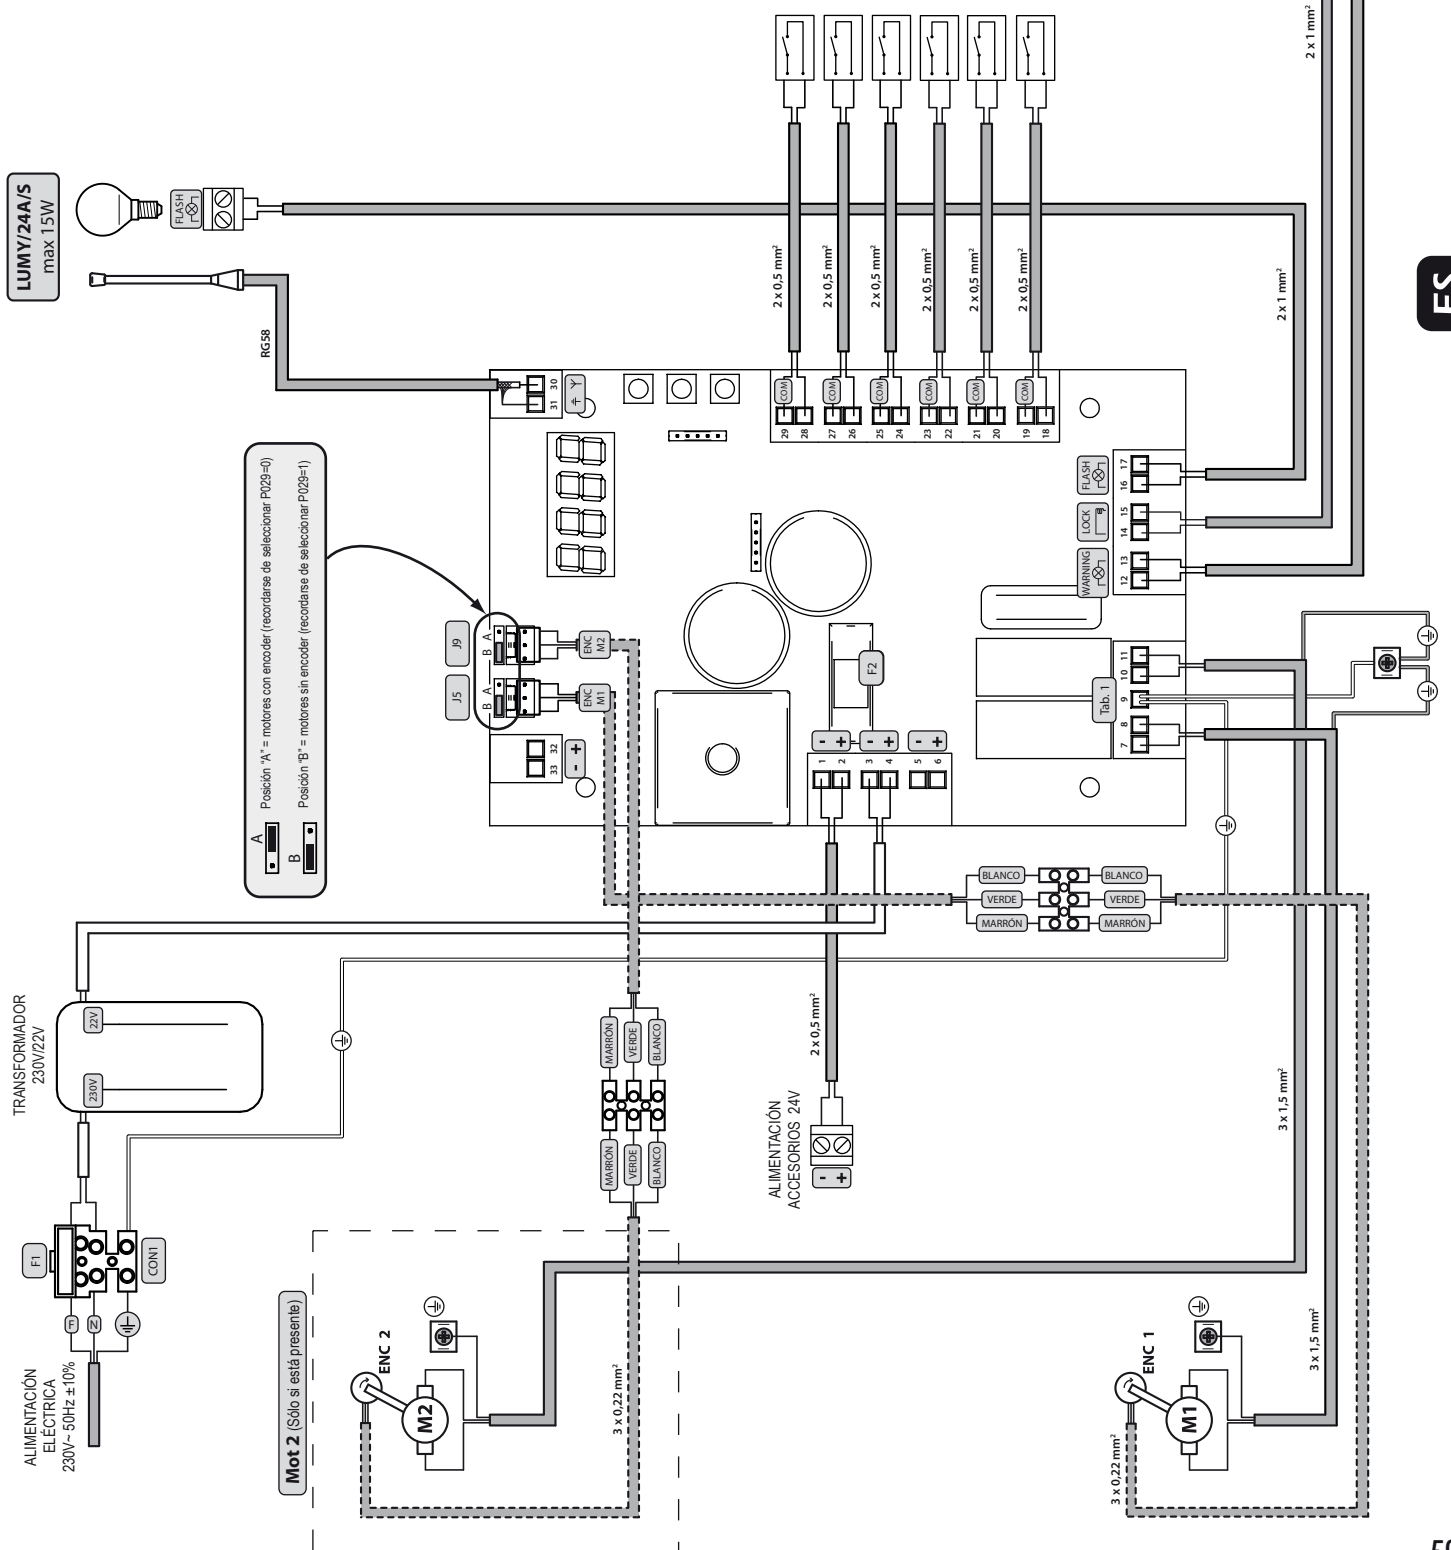 LUMY/24A/S
max 15W
FLASH
RG58
2 x 0,5 mm²
2 x 0,5 mm²
2 x 0,5 mm²
2 x 0,5 mm²
2 x 0,5 mm²
2 x 0,5 mm²
2 x 1 mm²
2 x 1 mm²
ES
A
Posición "A" = motores con encoder (recordarse de seleccionar P029=0)
B
Posición "B" = motores sin encoder (recordarse de seleccionar P029=1)
30
31
COM
COM
COM
COM
COM
COM
29
28
27
26
25
24
23
22
21
20
19
18
FLASH
17
16
LOCK
15
14
WARNING
13
12
J9
J5
B A
B A
ENC
M2
ENC
M1
32
33
- +
F2
- +
- +
- +
1
2
3
4
5
6
Tab. 1
11
10
9
8
7
BLANCO
VERDE
MARRÓN
BLANCO
VERDE
MARRÓN
TRANSFORMADOR
230V/22V
22V
230V
MARRÓN
VERDE
BLANCO
MARRÓN
VERDE
BLANCO
2 x 0,5 mm²
ALIMENTACIÓN
ACCESORIOS 24V
- +
3 x 1,5 mm²
3 x 1,5 mm²
F1
CON1
F
N
ALIMENTACIÓN
ELÉCTRICA
230V~ 50Hz ±10%
Mot 2 (Sólo si está presente)
ENC 2
M2
3 x 0,22 mm²
ENC 1
M1
3 x 0,22 mm²